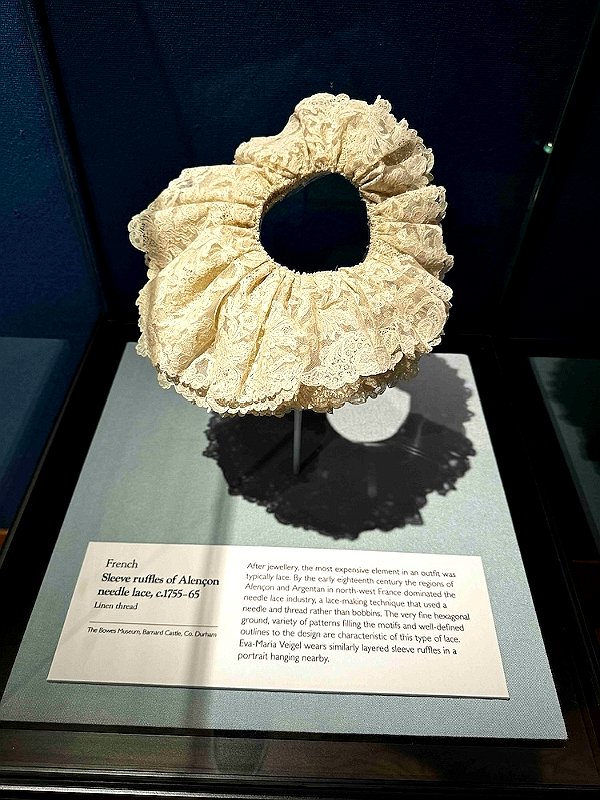 French
Sleeve ruffles of Alençon
needle lace, c.1755–65
Linen thread
The Bowes Museum, Barnard Castle, Co. Durham
After jewellery, the most expensive element in an outfit was
typically lace. By the early eighteenth century the regions of
Alençon and Argentan in north-west France dominated the
needle lace industry, a lace-making technique that used a
needle and thread rather than bobbins. The very fine hexagonal
ground, variety of patterns filling the motifs and well-defined
outlines to the design are characteristic of this type of lace.
Eva-Maria Veigel wears similarly layered sleeve ruffles in a
portrait hanging nearby.